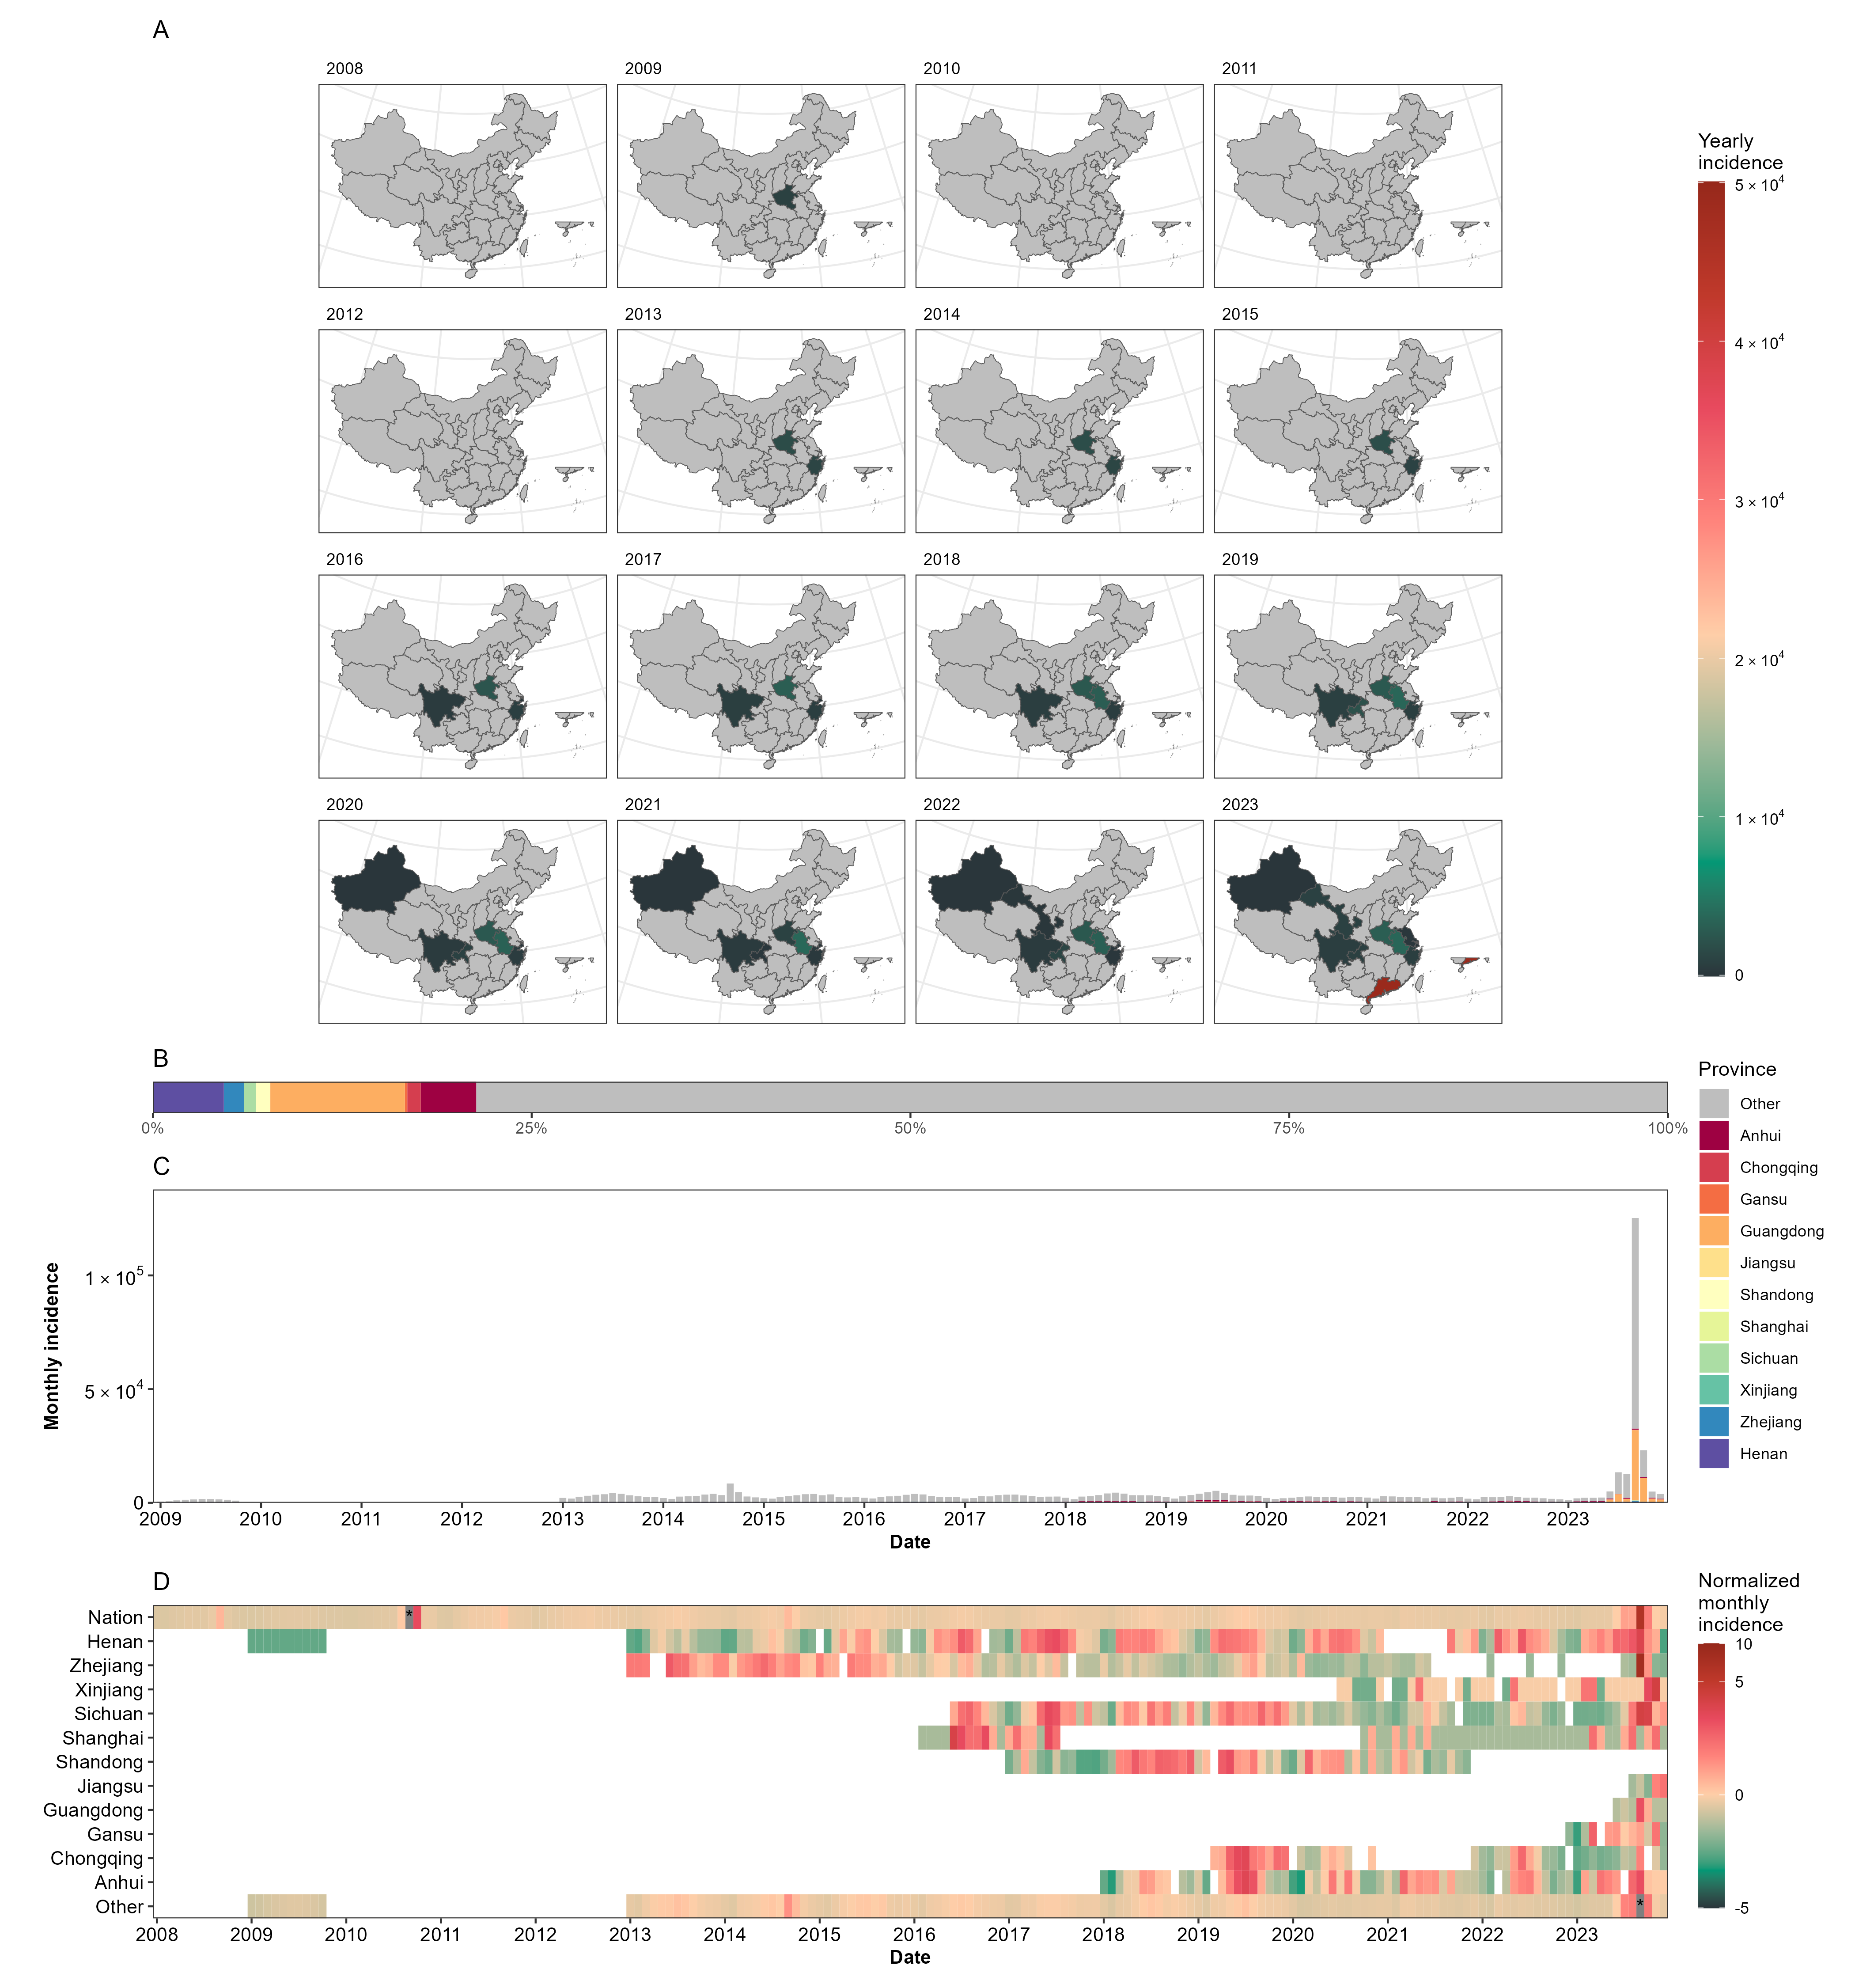 A
2008
2009
2010
2011
2012
2013
2014
2015
2016
2017
2018
2019
2020
2021
2022
2023
Yearly
incidence
5 × 10⁴
4 × 10⁴
3 × 10⁴
2 × 10⁴
1 × 10⁴
0
B
0%
25%
50%
75%
100%
Province
Other
Anhui
Chongqing
Gansu
Guangdong
Jiangsu
Shandong
Shanghai
Sichuan
Xinjiang
Zhejiang
Henan
C
Monthly incidence
1 × 10⁵
5 × 10⁴
0
2009
2010
2011
2012
2013
2014
2015
2016
2017
2018
2019
2020
2021
2022
2023
Date
D
Nation
Henan
Zhejiang
Xinjiang
Sichuan
Shanghai
Shandong
Jiangsu
Guangdong
Gansu
Chongqing
Anhui
Other
*
*
2008
2009
2010
2011
2012
2013
2014
2015
2016
2017
2018
2019
2020
2021
2022
2023
Date
Normalized
monthly
incidence
10
5
0
-5